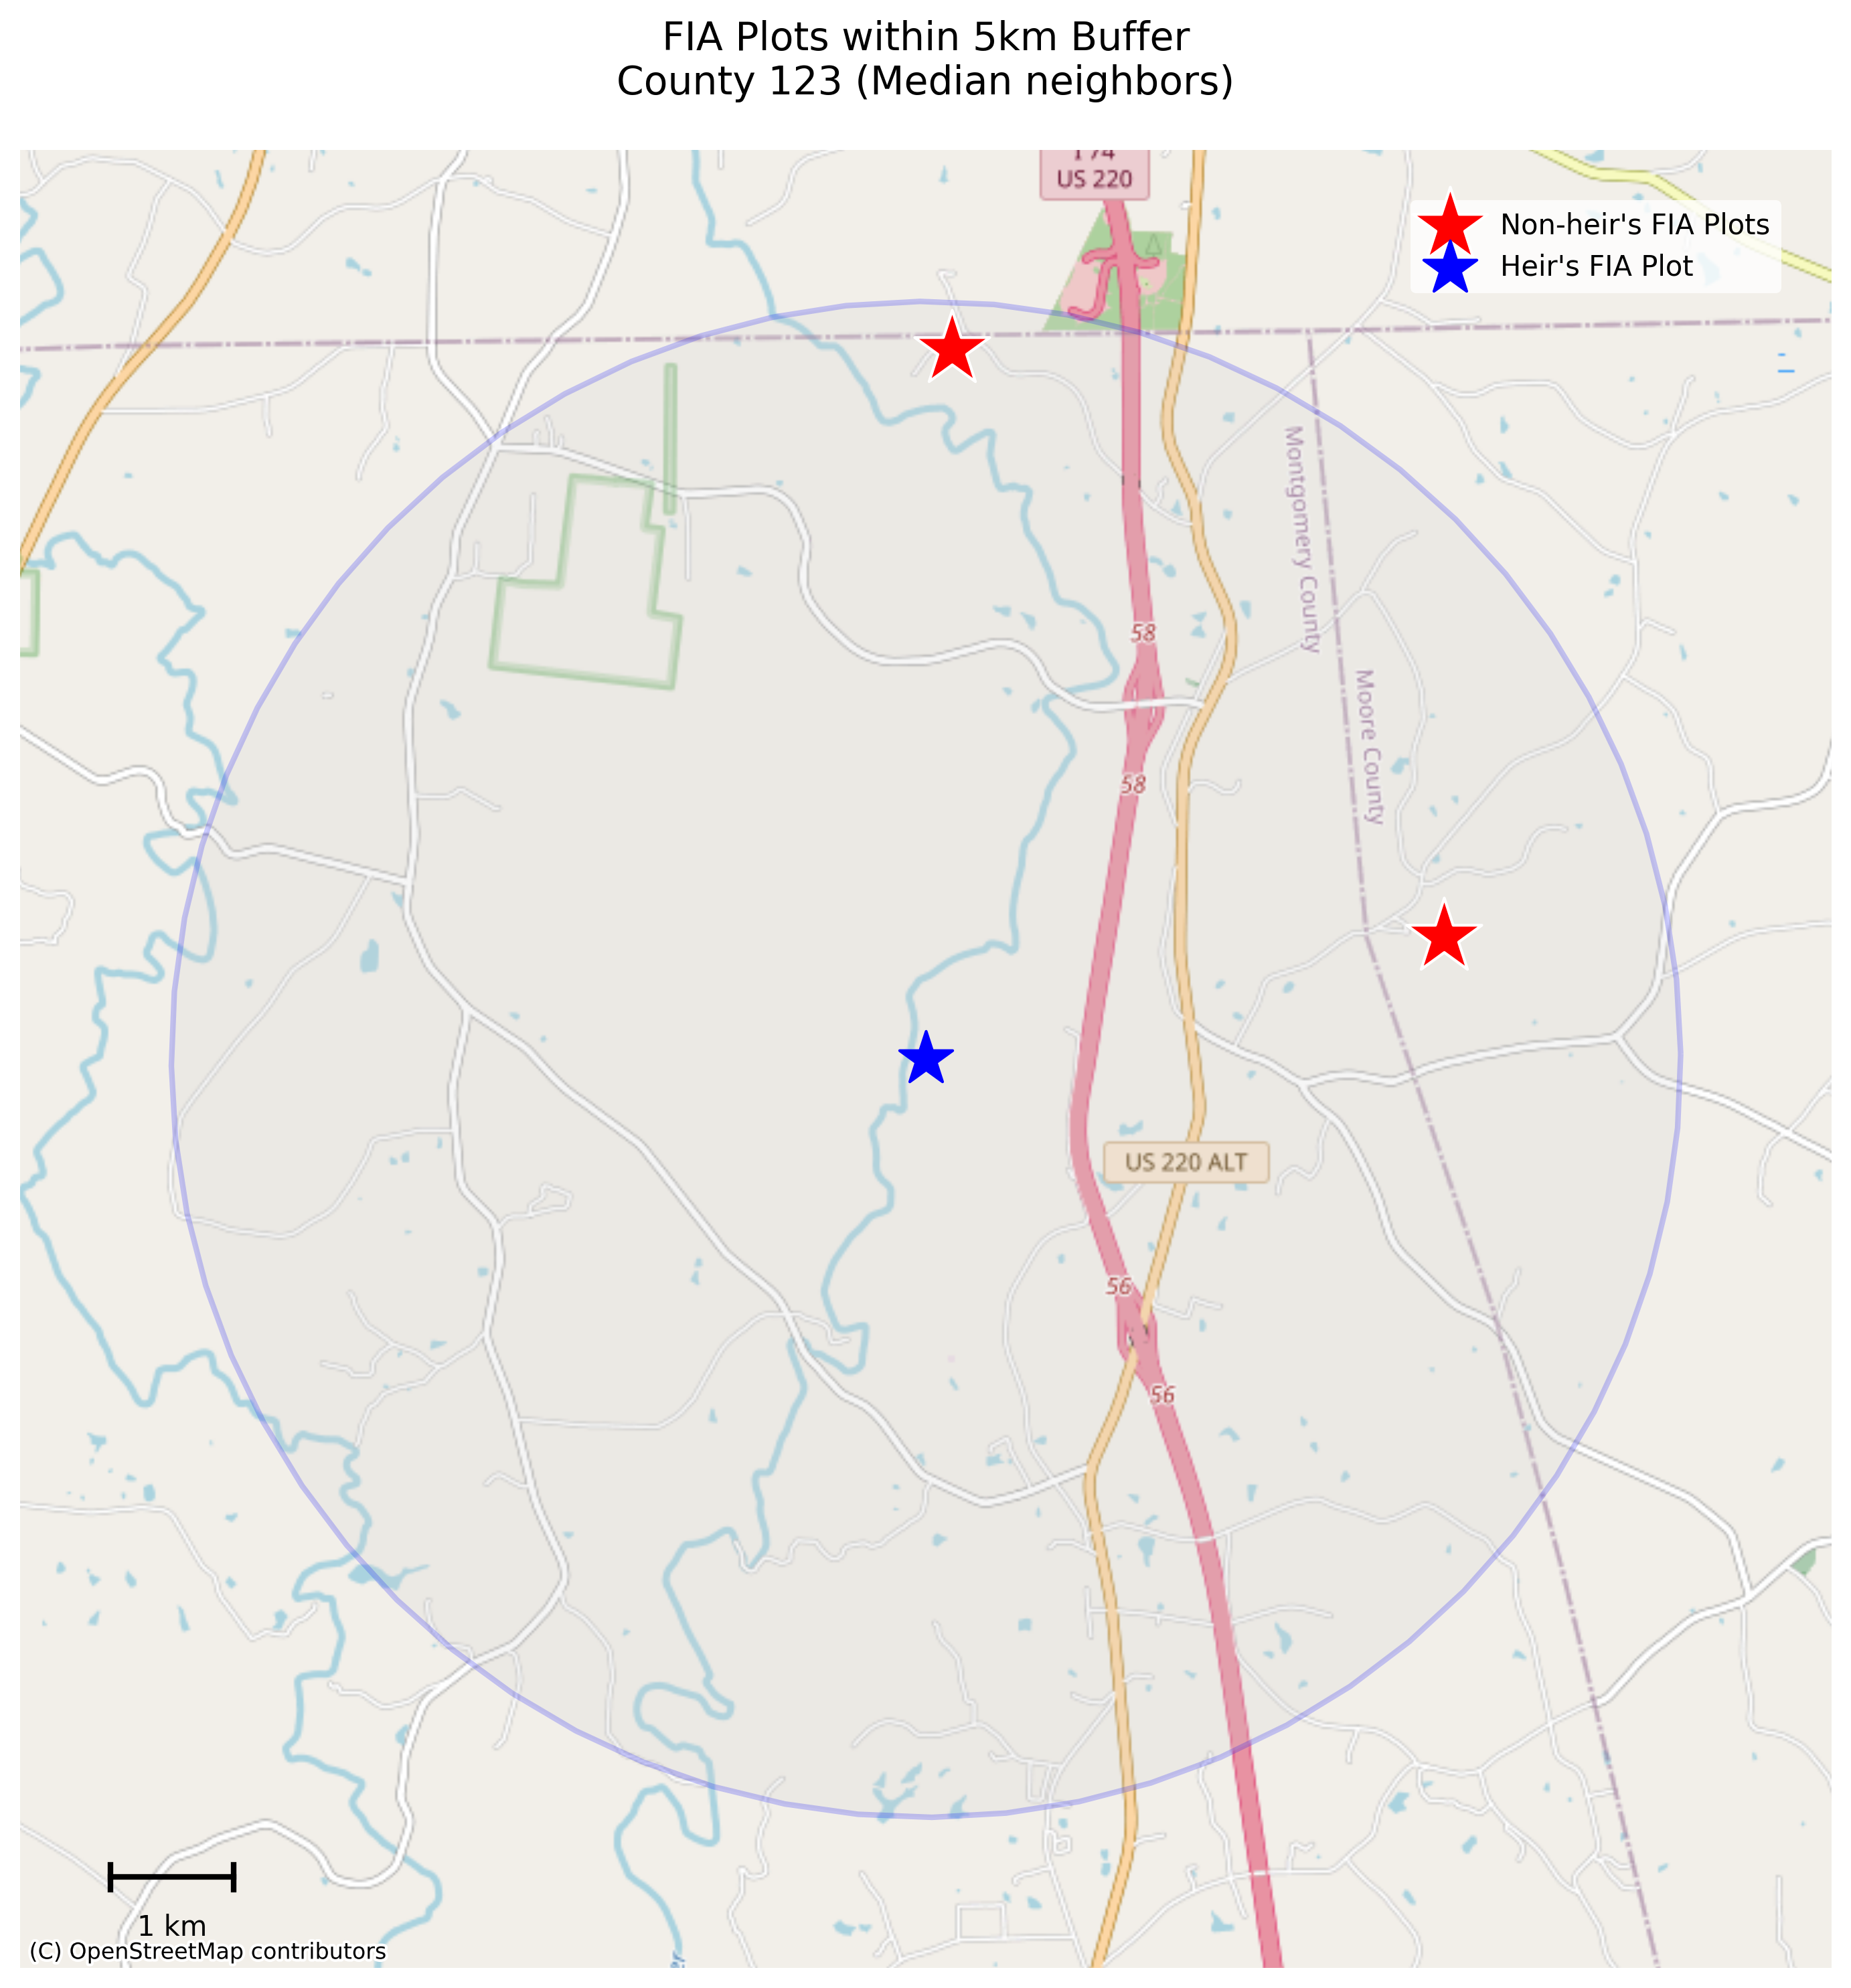 FIA Plots within 5km Buffer
County 123 (Median neighbors)
I 74
US 220
Non-heir's FIA Plots
Heir's FIA Plot
Montgomery County
Moore County
58
58
US 220 ALT
56
56
1 km
(C) OpenStreetMap contributors